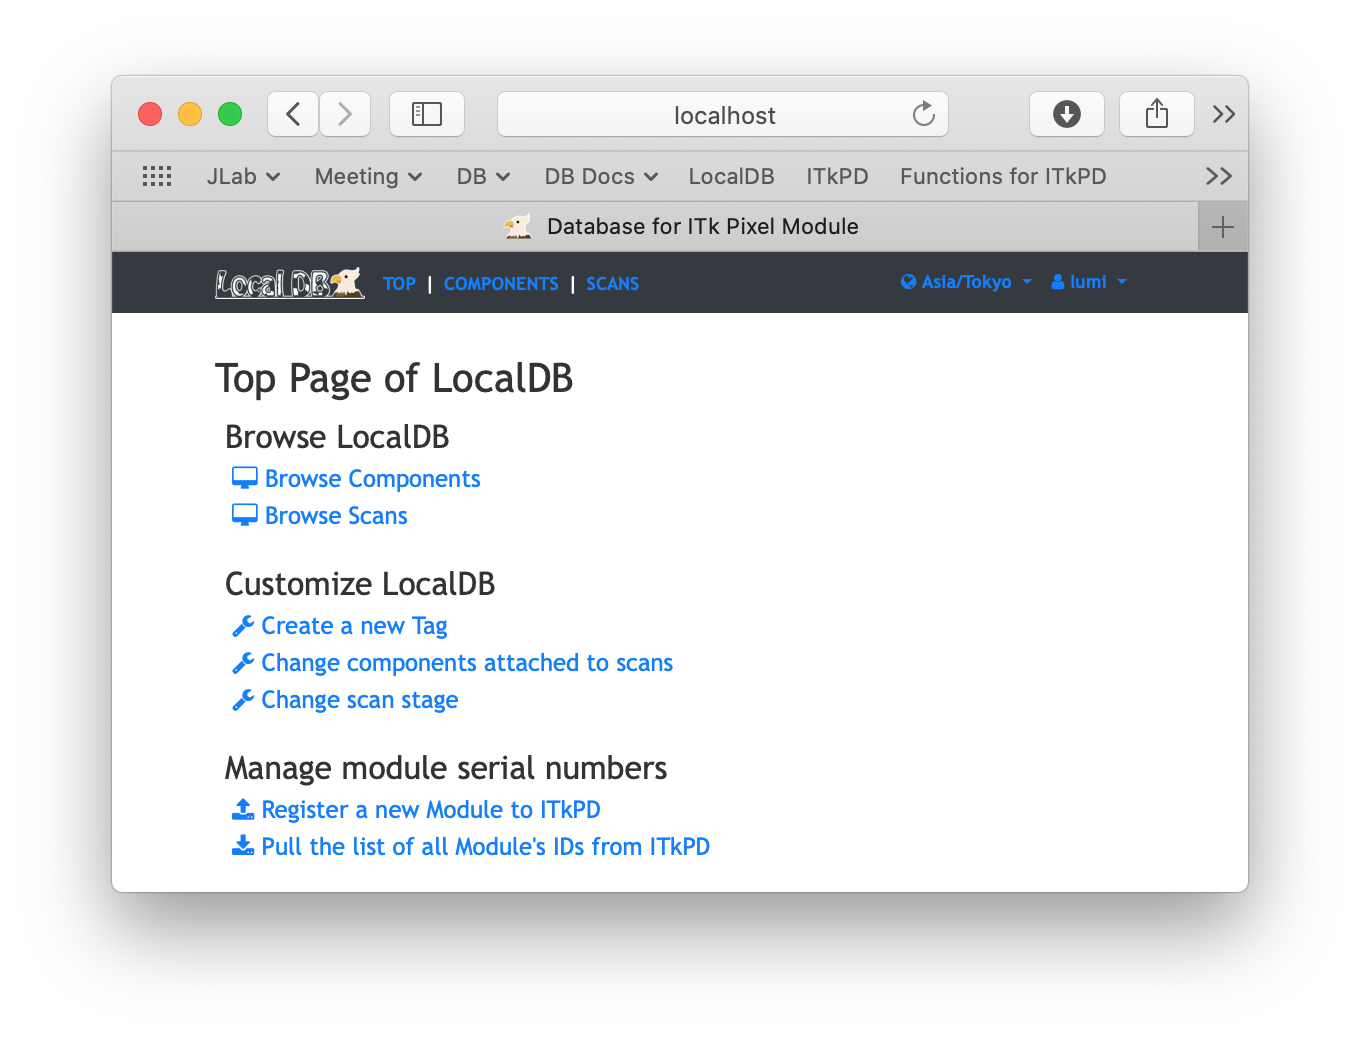 localhost
JLab Meeting DB DB Docs LocalDB ITkPD Functions for ITkPD
Database for ITk Pixel Module
LocalDB TOP | COMPONENTS | SCANS Asia/Tokyo lumi
Top Page of LocalDB
Browse LocalDB
Browse Components
Browse Scans
Customize LocalDB
Create a new Tag
Change components attached to scans
Change scan stage
Manage module serial numbers
Register a new Module to ITkPD
Pull the list of all Module's IDs from ITkPD